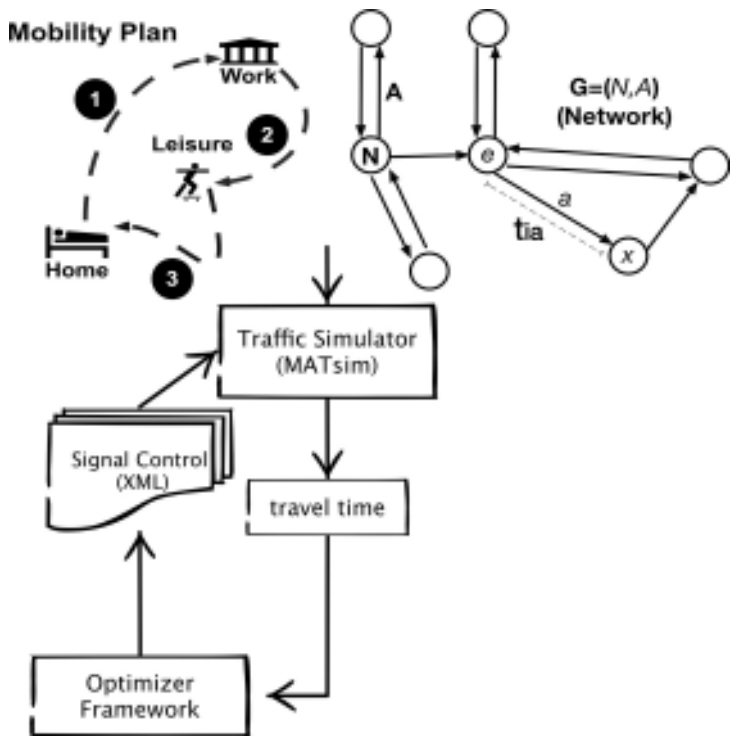 Mobility Plan
Work
1
2
Leisure
Home
3
A
G=(N,A)
(Network)
N
e
a
tia
x
Traffic Simulator
(MATsim)
Signal Control
(XML)
travel time
Optimizer
Framework